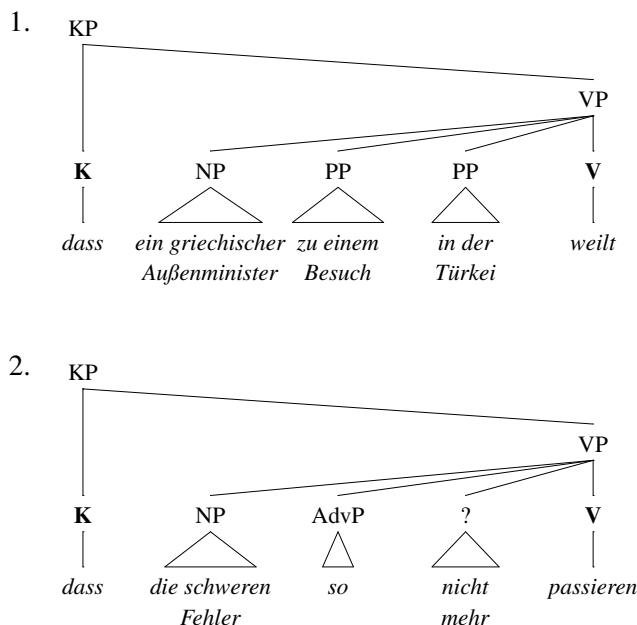 1.
KP
VP
K NP PP PP V
dass ein griechischer zu einem in der weilt
Außenminister Besuch Türkei
2.
KP
VP
K NP AdvP ? V
dass die schweren so nicht passieren
Fehler mehr